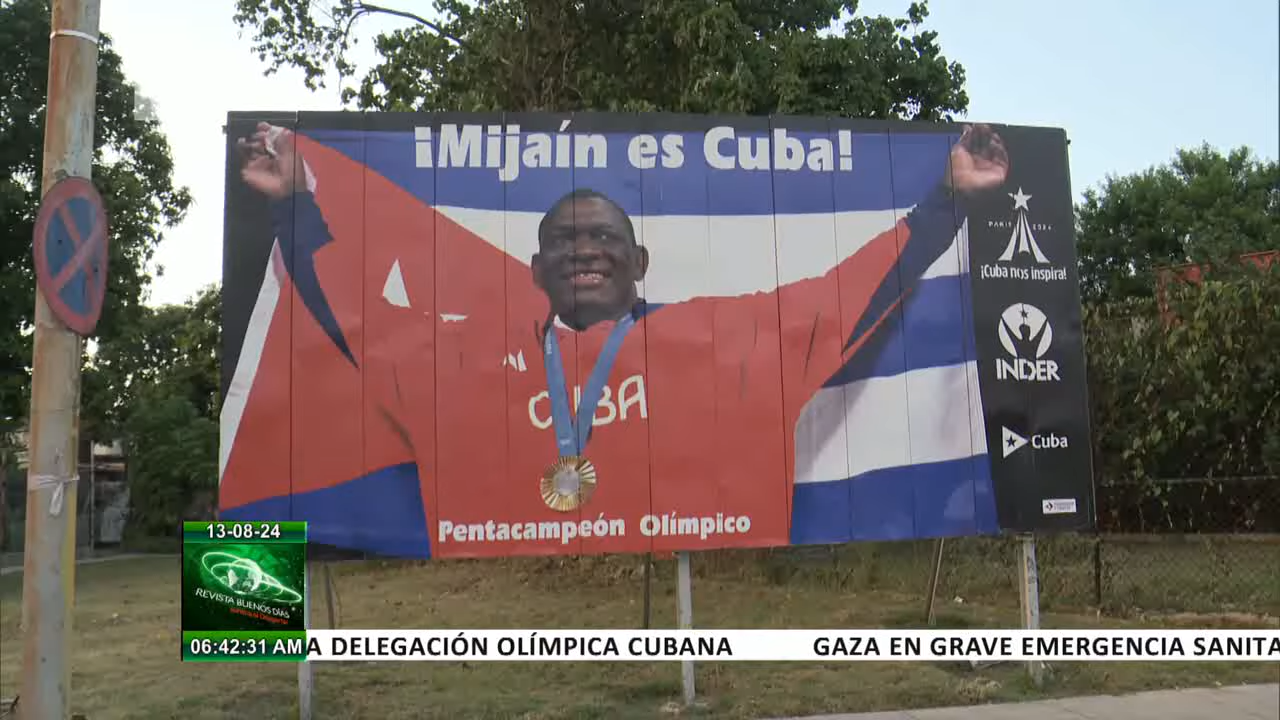 ¡Mijaín es Cuba!
PARIS 2024
¡Cuba nos inspira!
INDER
CUBA
Cuba
Pentacampeón Olímpico
13-08-24
REVISTA BUENOS DÍAS
06:42:31 AM
A DELEGACIÓN OLÍMPICA CUBANA GAZA EN GRAVE EMERGENCIA SANITA